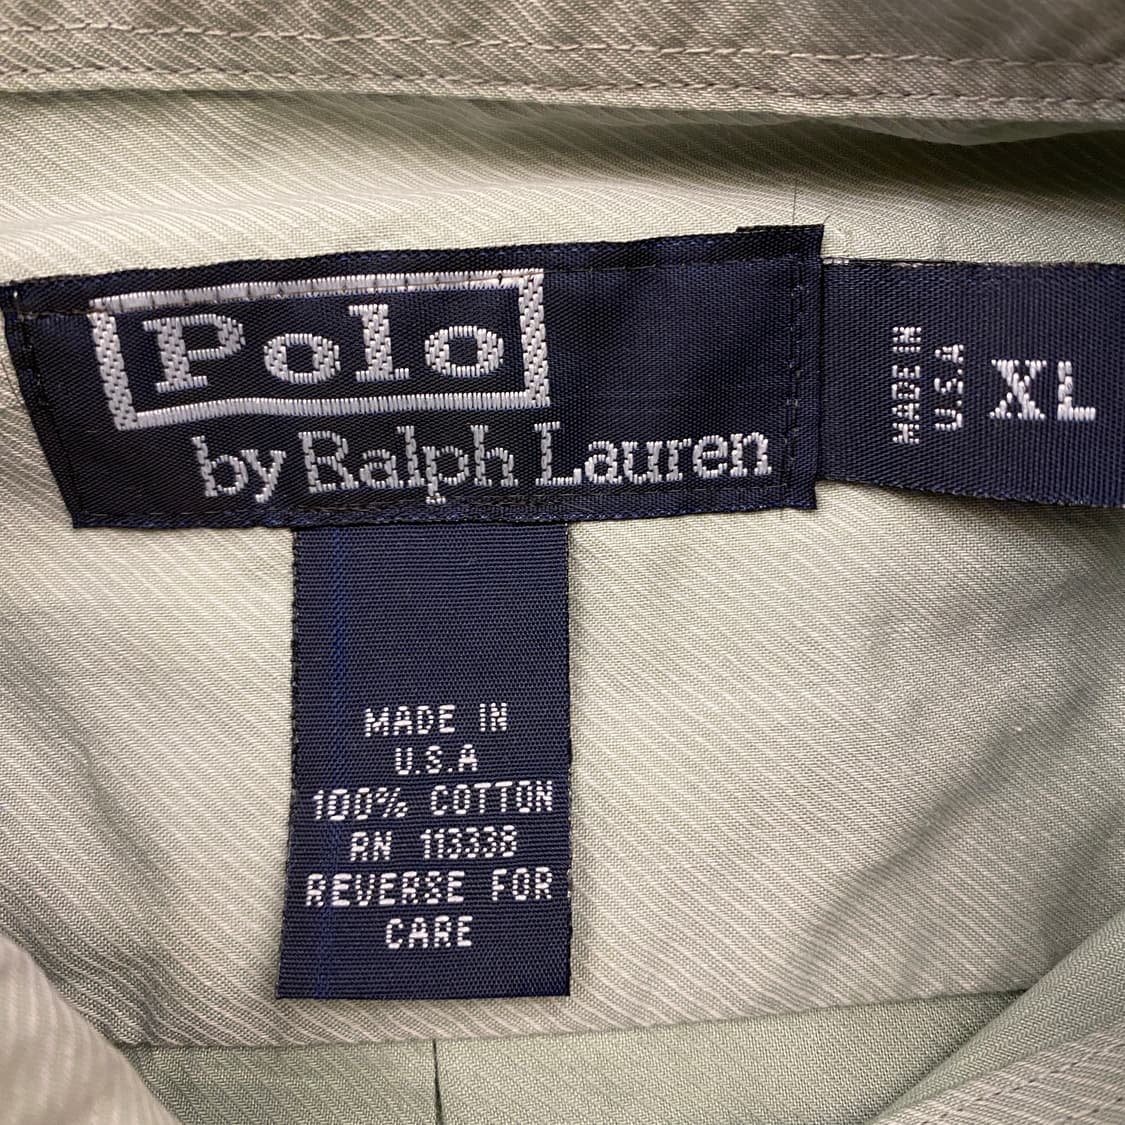 Polo
by Ralph Lauren
MADE IN
U.S.A
XL
MADE IN
U.S.A
100% COTTON
RN 113338
REVERSE FOR
CARE